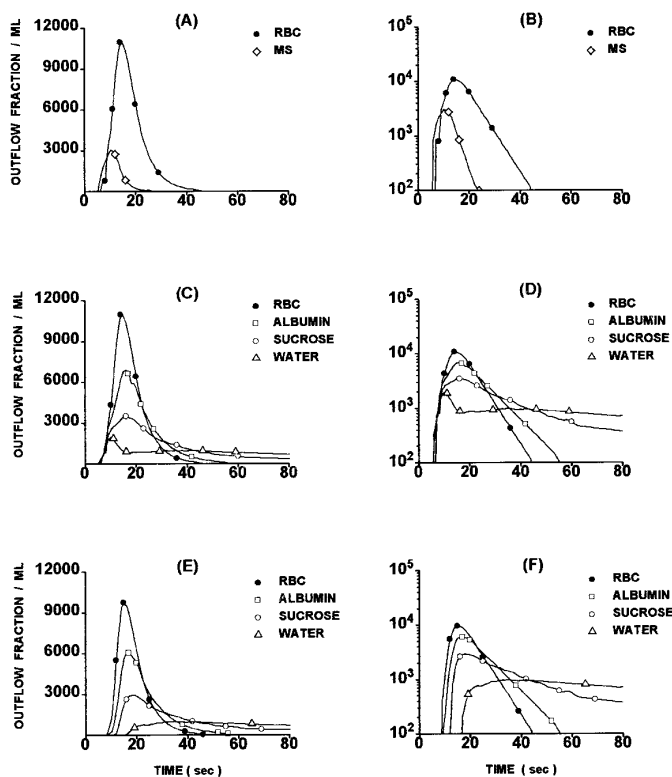 (A)
OUTFLOW FRACTION / ML
12000
9000
6000
3000
0 20 40 60 80
RBC
MS
(B)
10^5
10^4
10^3
10^2
0 20 40 60 80
RBC
MS
(C)
OUTFLOW FRACTION / ML
12000
9000
6000
3000
0 20 40 60 80
RBC
ALBUMIN
SUCROSE
WATER
(D)
10^5
10^4
10^3
10^2
0 20 40 60 80
RBC
ALBUMIN
SUCROSE
WATER
(E)
OUTFLOW FRACTION / ML
12000
9000
6000
3000
0 20 40 60 80
TIME ( sec )
RBC
ALBUMIN
SUCROSE
WATER
(F)
10^5
10^4
10^3
10^2
0 20 40 60 80
TIME ( sec )
RBC
ALBUMIN
SUCROSE
WATER